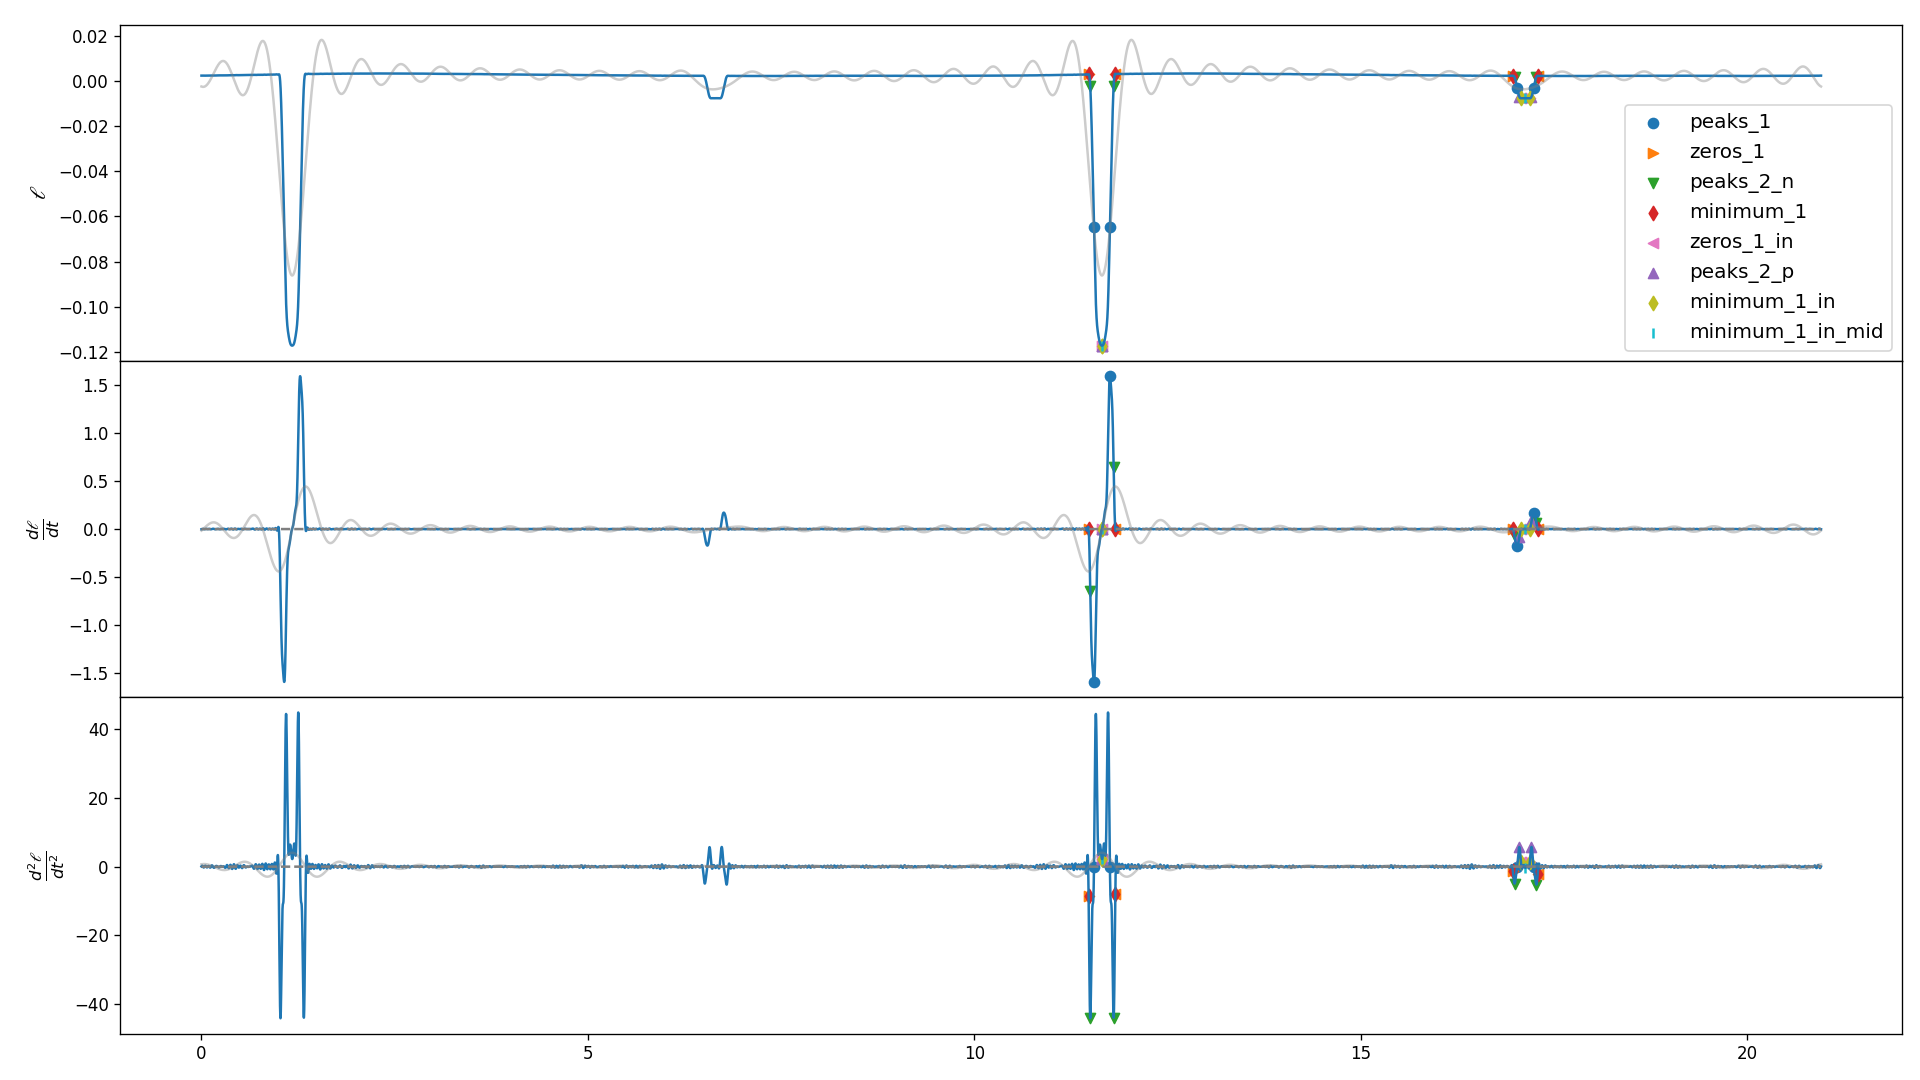 0.02
0.00
−0.02
−0.04
−0.06
−0.08
−0.10
−0.12
ℓ
peaks_1
zeros_1
peaks_2_n
minimum_1
zeros_1_in
peaks_2_p
minimum_1_in
minimum_1_in_mid
1.5
1.0
0.5
0.0
−0.5
−1.0
−1.5
dℓ/dt
40
20
0
−20
−40
d²ℓ/dt²
0 5 10 15 20